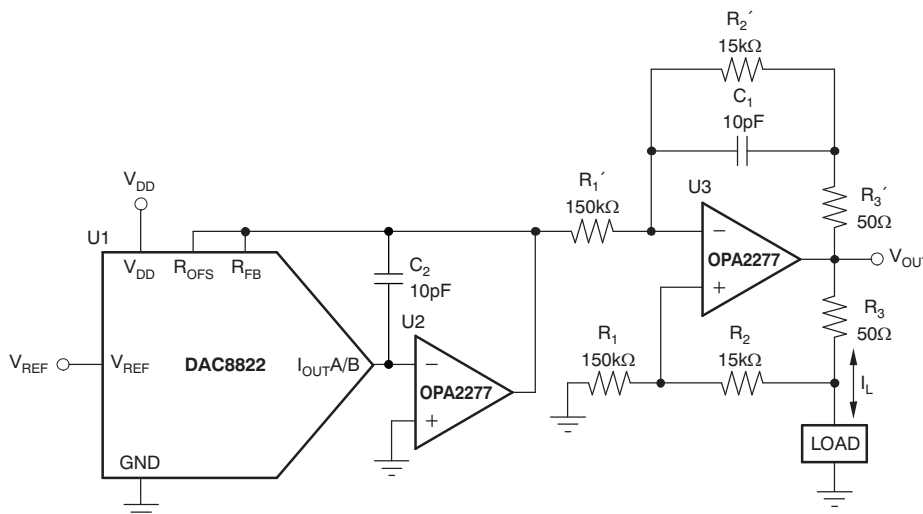 R2′
15kΩ
C1
10pF
VDD
U1
VDD
ROFS
RFB
C2
10pF
R1′
150kΩ
U3
−
OPA2277
+
R3′
50Ω
VOUT
U2
VREF
VREF
DAC8822
IOUTA/B
−
OPA2277
+
R1
150kΩ
R2
15kΩ
R3
50Ω
IL
LOAD
GND